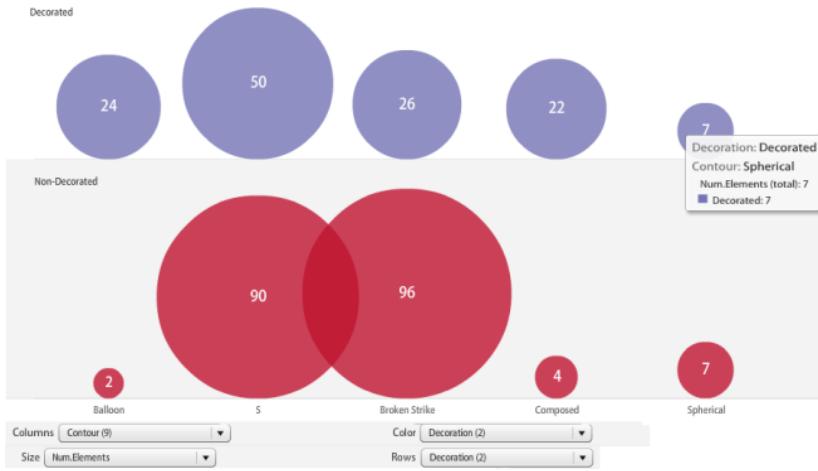 Decorated
24
50
26
22
7
Decoration: Decorated
Contour: Spherical
Num.Elements (total): 7
Decorated: 7
Non-Decorated
90
96
2
4
7
Balloon S Broken Strike Composed Spherical
Columns Contour (9) Color Decoration (2)
Size Num.Elements Rows Decoration (2)